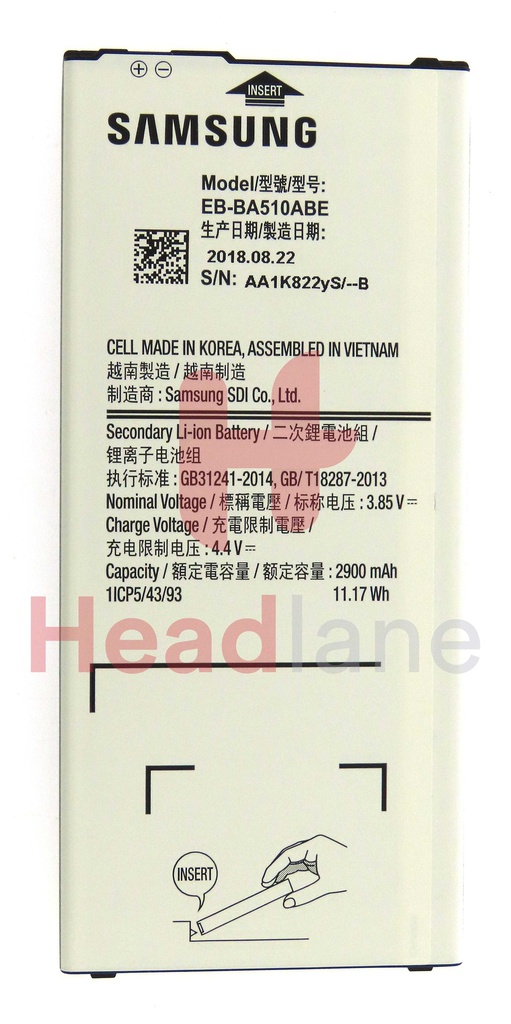 INSERT
SAMSUNG
Model/型號/型号:
EB-BA510ABE
生产日期/製造日期:
2018.08.22
S/N: AA1K822yS/--B
CELL MADE IN KOREA, ASSEMBLED IN VIETNAM
越南製造 / 越南制造
制造商 : Samsung SDI Co., Ltd.
Secondary Li-ion Battery / 二次鋰電池組 /
锂离子电池组
执行标准 : GB31241-2014, GB/ T18287-2013
Nominal Voltage / 標稱電壓 / 标称电压 : 3.85 V⎓
Charge Voltage / 充電限制電壓 /
充电限制电压 : 4.4 V⎓
Capacity / 額定電容量 / 额定容量 : 2900 mAh
1ICP5/43/93 11.17 Wh
Headlane
INSERT